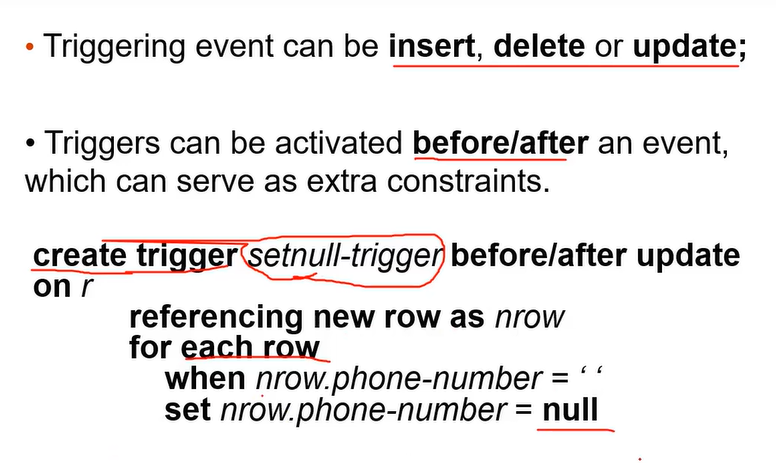 • Triggering event can be insert, delete or update;
• Triggers can be activated before/after an event,
which can serve as extra constraints.
create trigger setnull-trigger before/after update
on r
referencing new row as nrow
for each row
when nrow.phone-number = ‘ ‘
set nrow.phone-number = null